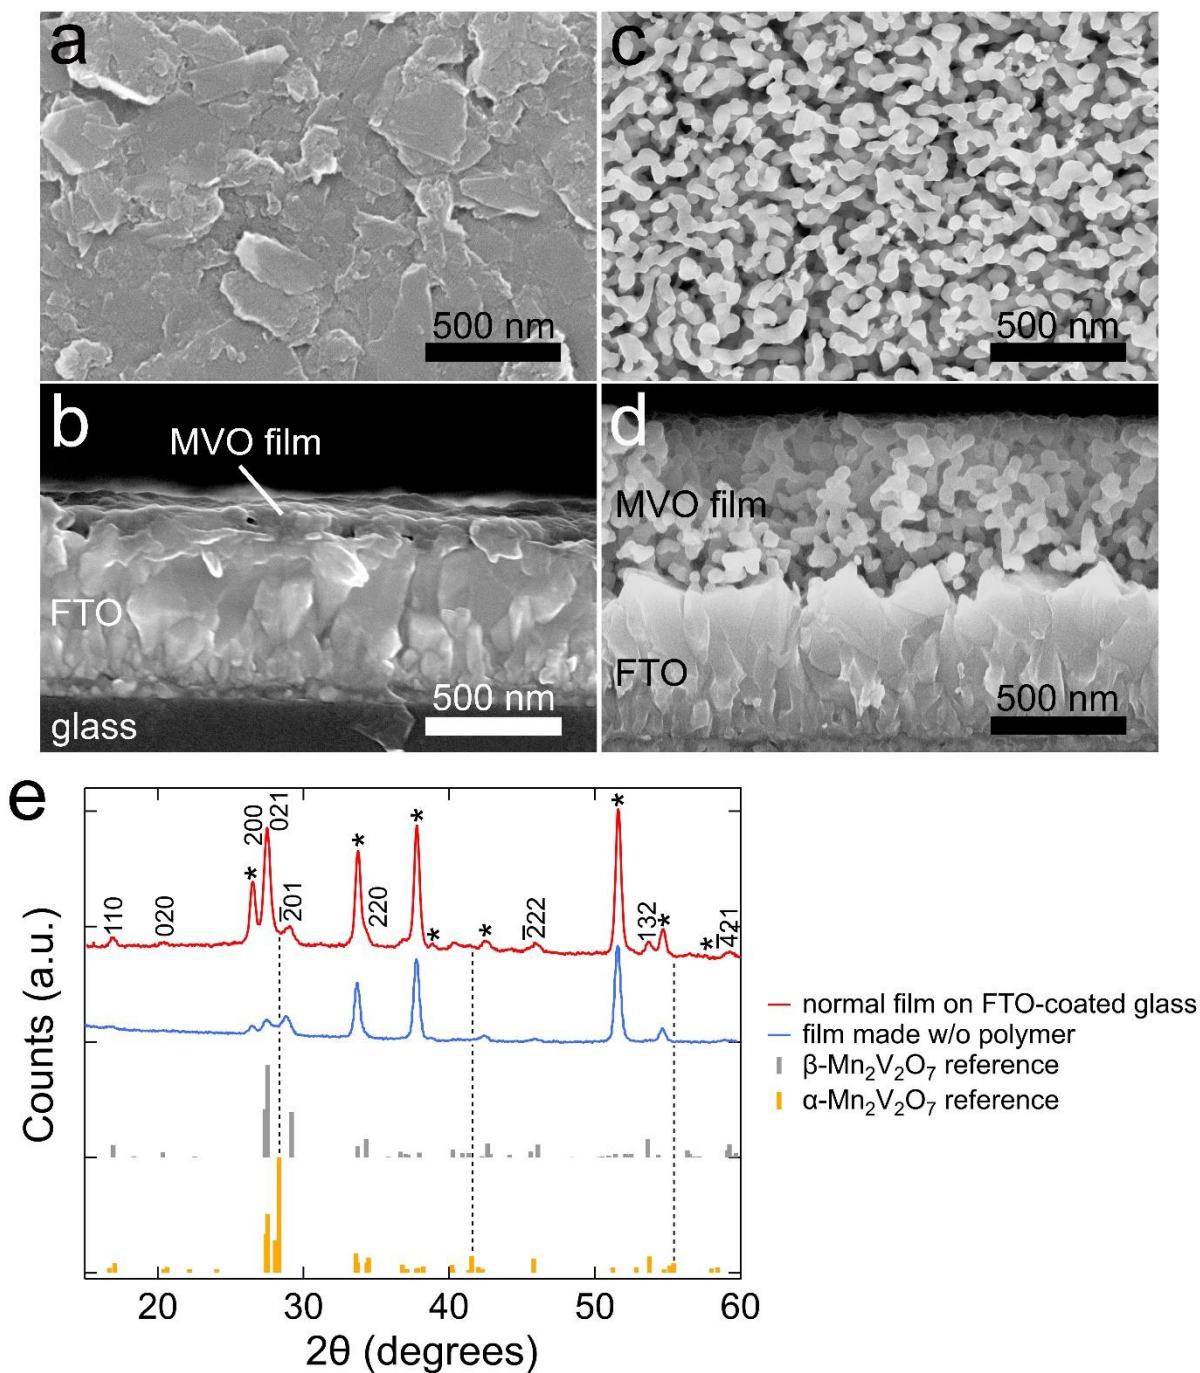 a
500 nm
c
500 nm
b
MVO film
FTO
glass
500 nm
d
MVO film
FTO
500 nm
e
Counts (a.u.)
110
020
*
200
021
2̅01
*
220
*
*
*
2̅22
*
132
*
*
4̅21
20
30
40
50
60
2θ (degrees)
normal film on FTO-coated glass
film made w/o polymer
β-Mn₂V₂O₇ reference
α-Mn₂V₂O₇ reference